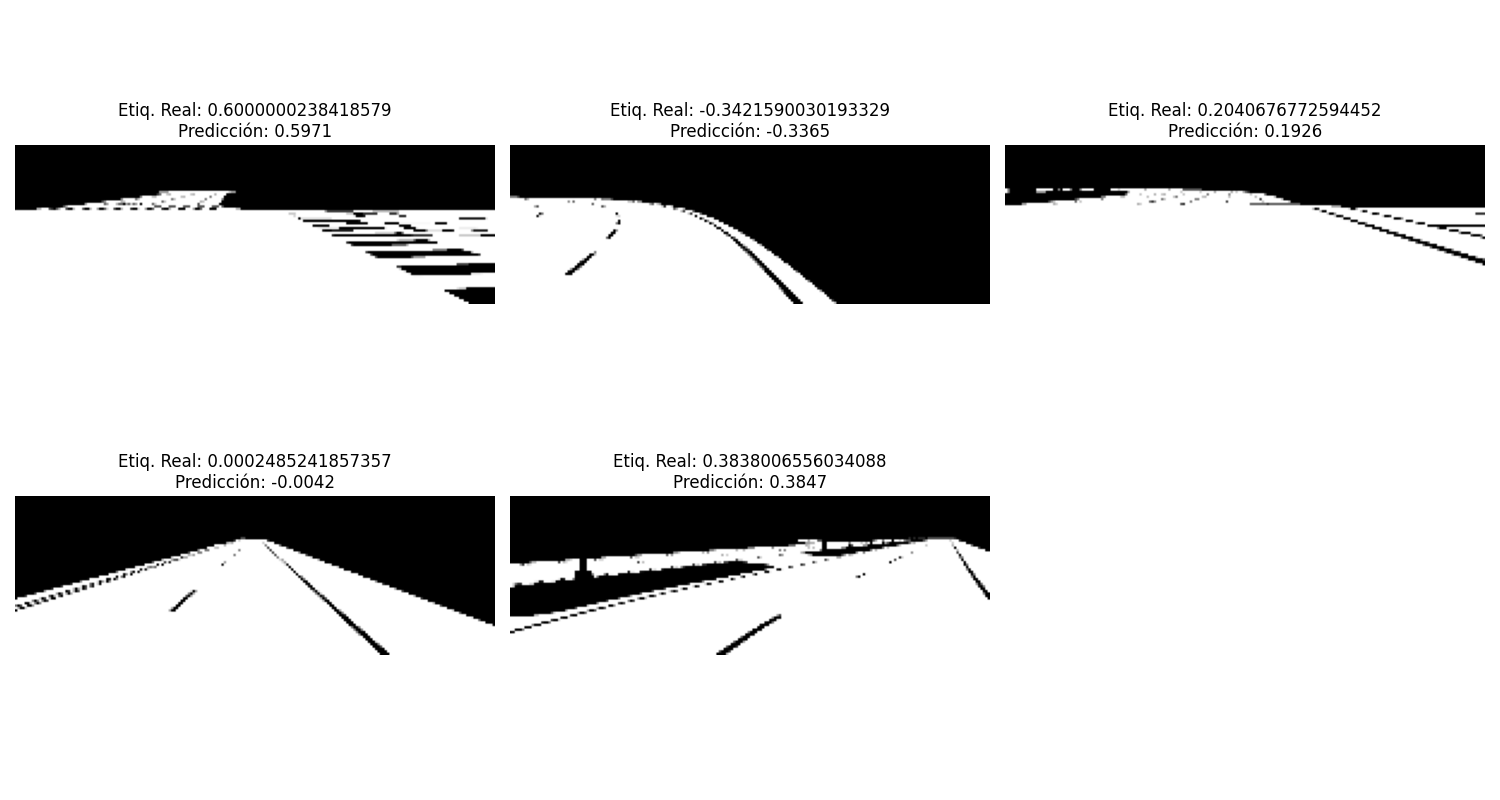 Etiq. Real: 0.6000000238418579
Predicción: 0.5971
Etiq. Real: -0.3421590030193329
Predicción: -0.3365
Etiq. Real: 0.2040676772594452
Predicción: 0.1926
Etiq. Real: 0.0002485241857357
Predicción: -0.0042
Etiq. Real: 0.3838006556034088
Predicción: 0.3847